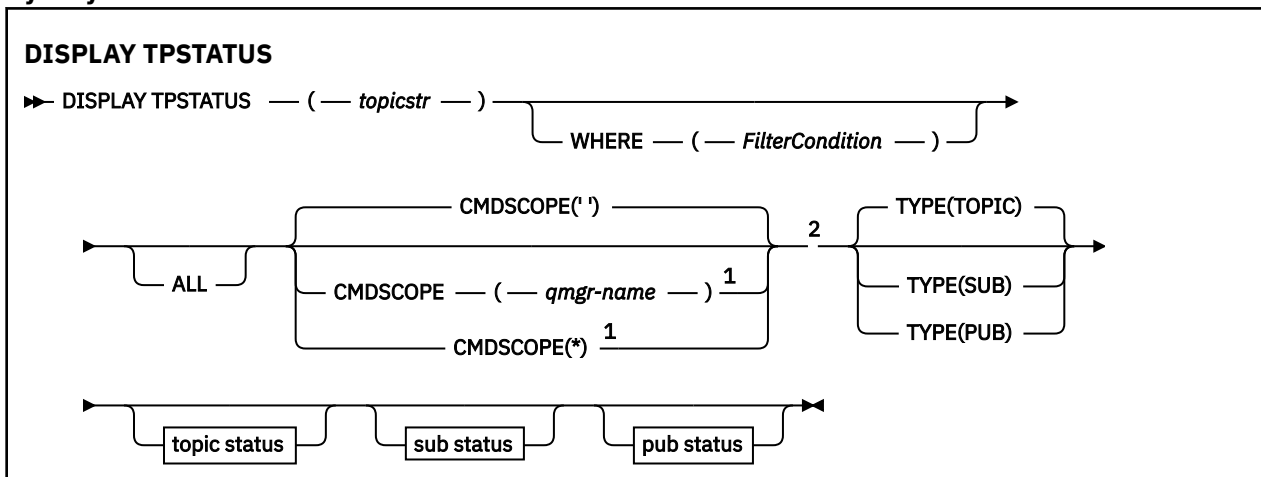 DISPLAY TPSTATUS
DISPLAY TPSTATUS ( topicstr )
WHERE ( FilterCondition )
CMDSCOPE(' ') 2 TYPE(TOPIC)
ALL CMDSCOPE ( qmgr-name ) 1 TYPE(SUB)
CMDSCOPE(*) 1 TYPE(PUB)
topic status sub status pub status